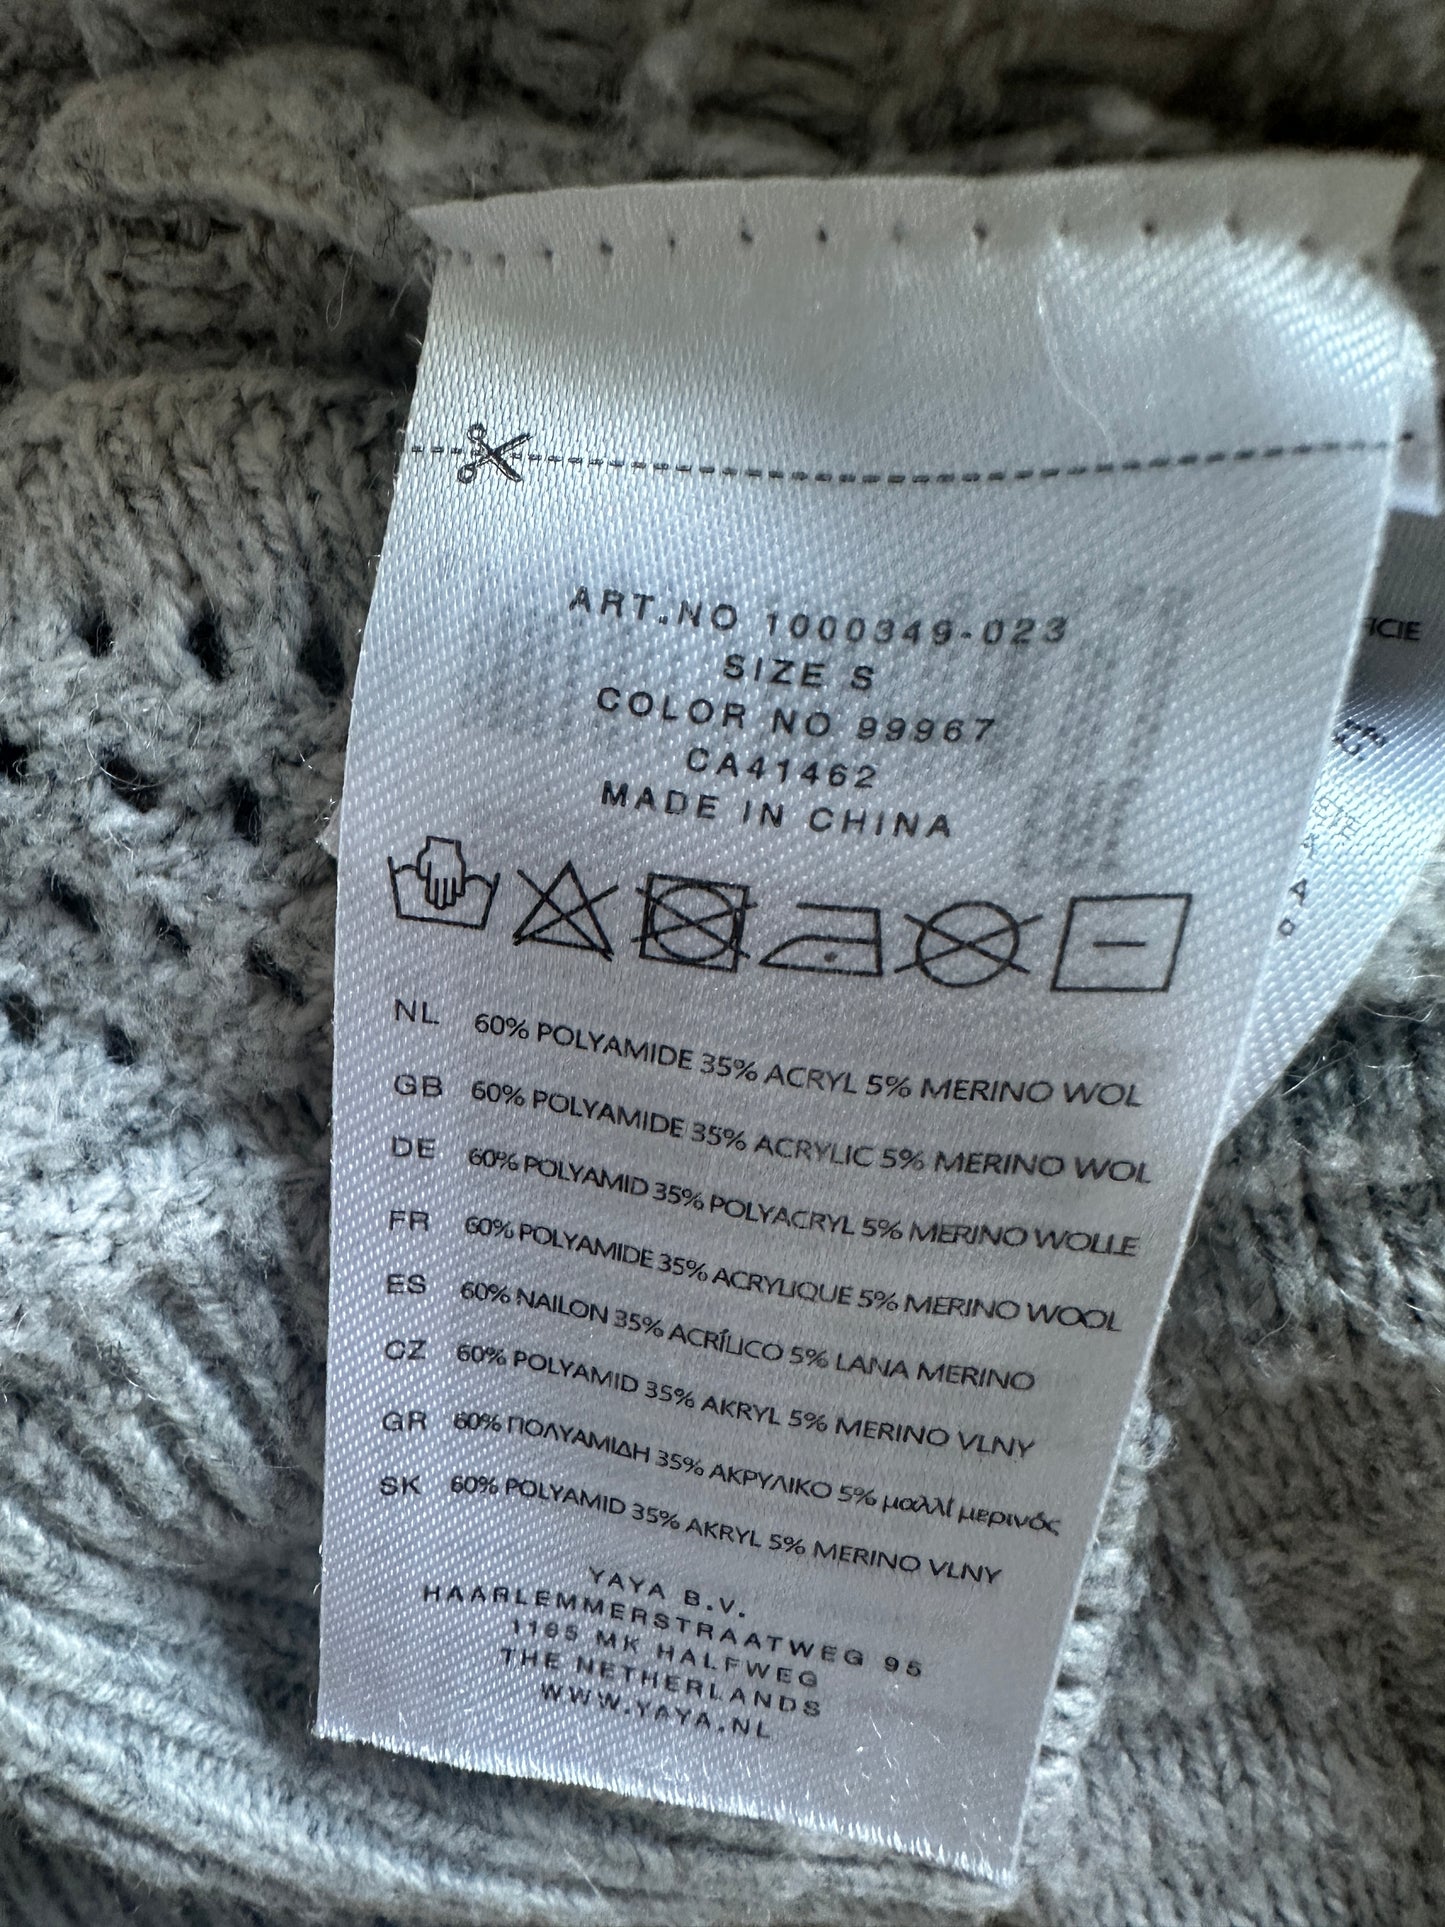 ART.NO 1000349-023
SIZE S
COLOR NO 99967
CA41462
MADE IN CHINA
NL 60% POLYAMIDE 35% ACRYL 5% MERINO WOL
GB 60% POLYAMIDE 35% ACRYLIC 5% MERINO WOL
DE 60% POLYAMID 35% POLYACRYL 5% MERINO WOLLE
FR 60% POLYAMIDE 35% ACRYLIQUE 5% MERINO WOOL
ES 60% NAILON 35% ACRÍLICO 5% LANA MERINO
CZ 60% POLYAMID 35% AKRYL 5% MERINO VLNY
GR 60% ΠΟΛΥΑΜΙΔΗ 35% ΑΚΡΥΛΙΚΟ 5% μαλλί μερινός
SK 60% POLYAMID 35% AKRYL 5% MERINO VLNY
YAYA B.V.
HAARLEMMERSTRAATWEG 95
1165 MK HALFWEG
THE NETHERLANDS
WWW.YAYA.NL